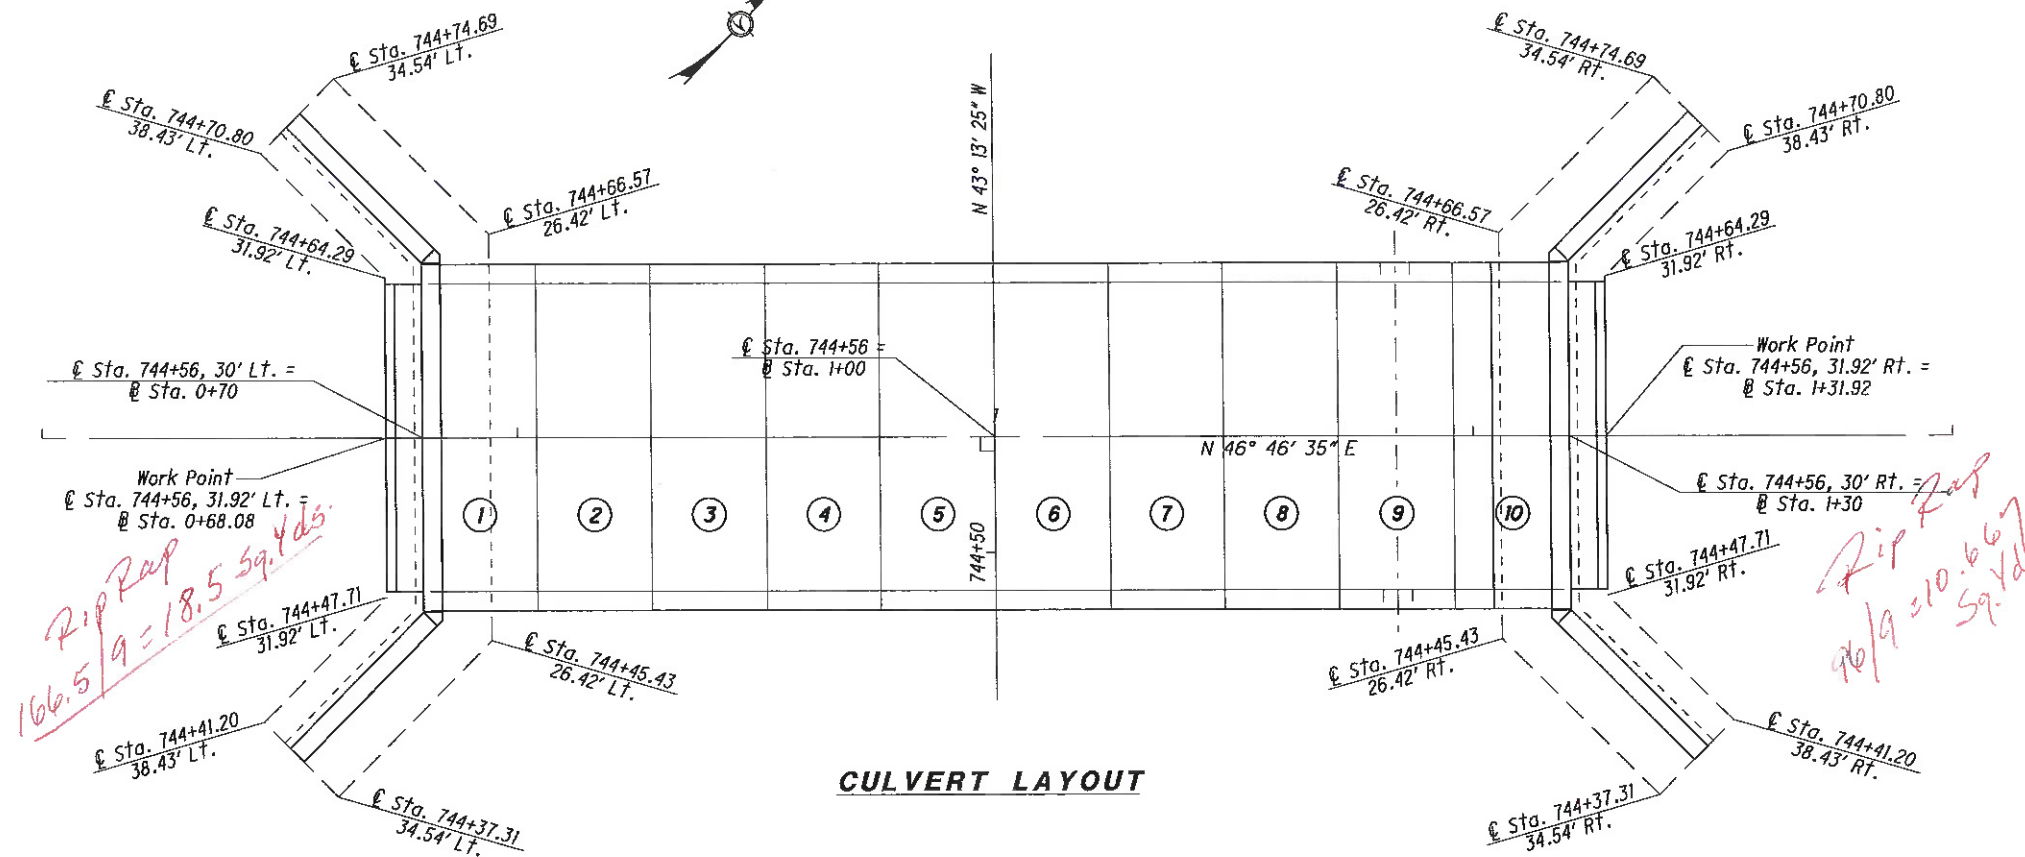 ℄ Sta. 744+74.69
34.54' Lt.
℄ Sta. 744+74.69
34.54' Rt.
℄ Sta. 744+70.80
38.43' Lt.
℄ Sta. 744+70.80
38.43' Rt.
N 43° 13' 25" W
℄ Sta. 744+66.57
26.42' Lt.
℄ Sta. 744+66.57
26.42' Rt.
℄ Sta. 744+64.29
31.92' Lt.
℄ Sta. 744+64.29
31.92' Rt.
℄ Sta. 744+56, 30' Lt. =
Sta. 0+70
℄ Sta. 744+56 =
Sta. 1+00
Work Point
℄ Sta. 744+56, 31.92' Rt. =
Sta. 1+31.92
N 46° 46' 35" E
Work Point
℄ Sta. 744+56, 31.92' Lt. =
Sta. 0+68.08
℄ Sta. 744+56, 30' Rt. =
Sta. 1+30
1 2 3 4 5 6 7 8 9 10
744+50
Rip Rap
166.5/9 = 18.5 Sq. Yds.
Rip Rap
96/9 = 10.667
Sq. Yd
℄ Sta. 744+47.71
31.92' Lt.
℄ Sta. 744+47.71
31.92' Rt.
℄ Sta. 744+45.43
26.42' Lt.
℄ Sta. 744+45.43
26.42' Rt.
℄ Sta. 744+41.20
38.43' Lt.
℄ Sta. 744+41.20
38.43' Rt.
CULVERT LAYOUT
℄ Sta. 744+37.31
34.54' Lt.
℄ Sta. 744+37.31
34.54' Rt.